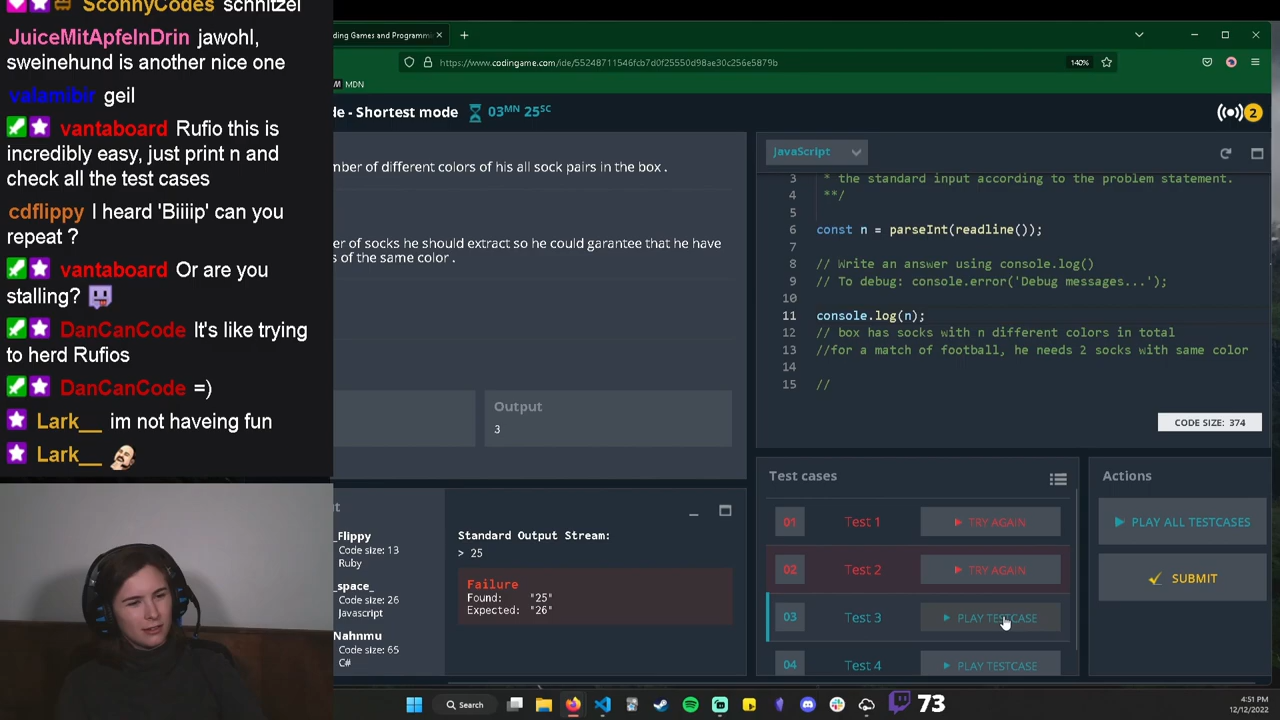 ScohhyCodes schnitzel
JuiceMitApfelnDrin jawohl,
sweinehund is another nice one
valamibir geil
vantaboard Rufio this is
incredibly easy, just print n and
check all the test cases
cdflippy I heard 'Biiiip' can you
repeat ?
vantaboard Or are you
stalling?
DanCanCode It's like trying
to herd Rufios
DanCanCode =)
Lark__ im not haveing fun
Lark__
ding Games and Programmi
https://www.codingame.com/ide/55248711546fcb7d0f25550d98ae30c256e5879b
140%
MDN
de - Shortest mode 03MN 25SC
2
mber of different colors of his all sock pairs in the box .
er of socks he should extract so he could garantee that he have
s of the same color .
Output
3
JavaScript
3 * the standard input according to the problem statement.
4 **/
5
6 const n = parseInt(readline());
7
8 // Write an answer using console.log()
9 // To debug: console.error('Debug messages...');
10
11 console.log(n);
12 // box has socks with n different colors in total
13 //for a match of football, he needs 2 socks with same color
14
15 //
CODE SIZE: 374
ut
_Flippy
Code size: 13
Ruby
_space_
Code size: 26
Javascript
Nahnmu
Code size: 65
C#
Standard Output Stream:
> 25
Failure
Found: "25"
Expected: "26"
Test cases
01 Test 1 TRY AGAIN
02 Test 2 TRY AGAIN
03 Test 3 PLAY TESTCASE
04 Test 4 PLAY TESTCASE
Actions
PLAY ALL TESTCASES
SUBMIT
Search
73
4:51 PM
12/12/2022